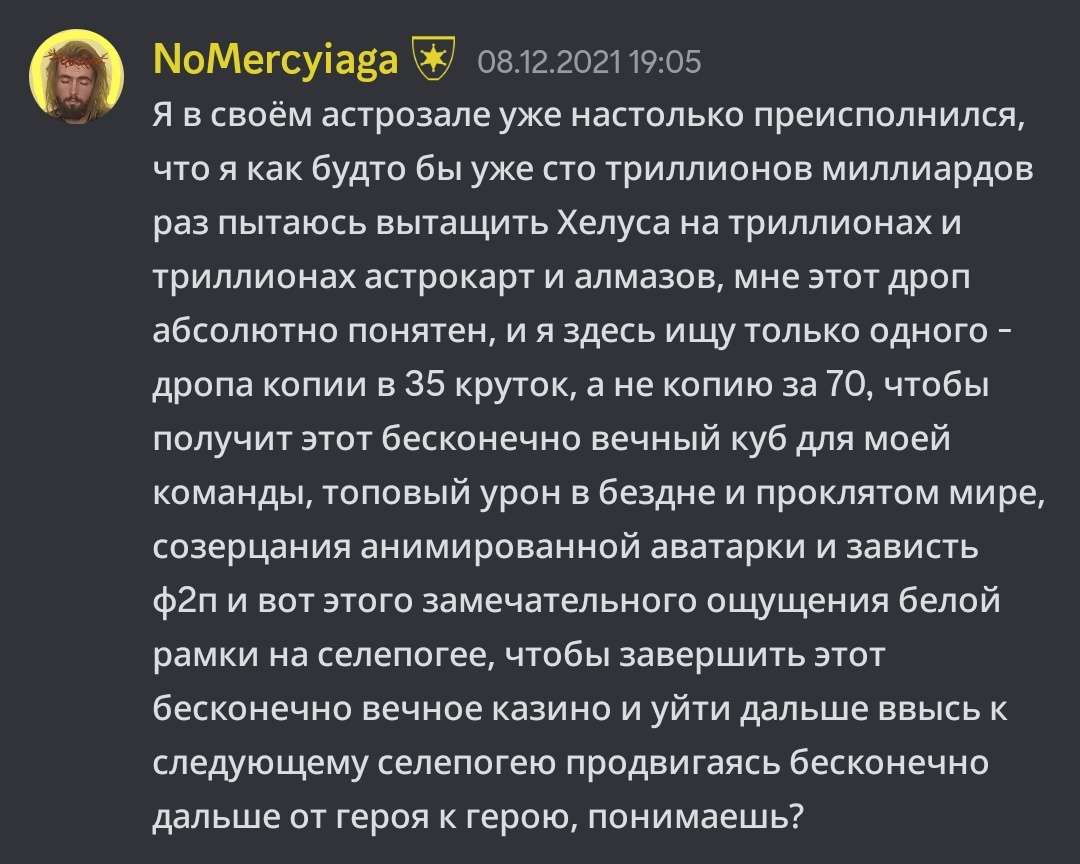 NoMercyiaga 08.12.2021 19:05
Я в своём астрозале уже настолько преисполнился,
что я как будто бы уже сто триллионов миллиардов
раз пытаюсь вытащить Хелуса на триллионах и
триллионах астрокарт и алмазов, мне этот дроп
абсолютно понятен, и я здесь ищу только одного -
дропа копии в 35 круток, а не копию за 70, чтобы
получит этот бесконечно вечный куб для моей
команды, топовый урон в бездне и проклятом мире,
созерцания анимированной аватарки и зависть
ф2п и вот этого замечательного ощущения белой
рамки на селепогее, чтобы завершить этот
бесконечно вечное казино и уйти дальше ввысь к
следующему селепогею продвигаясь бесконечно
дальше от героя к герою, понимаешь?